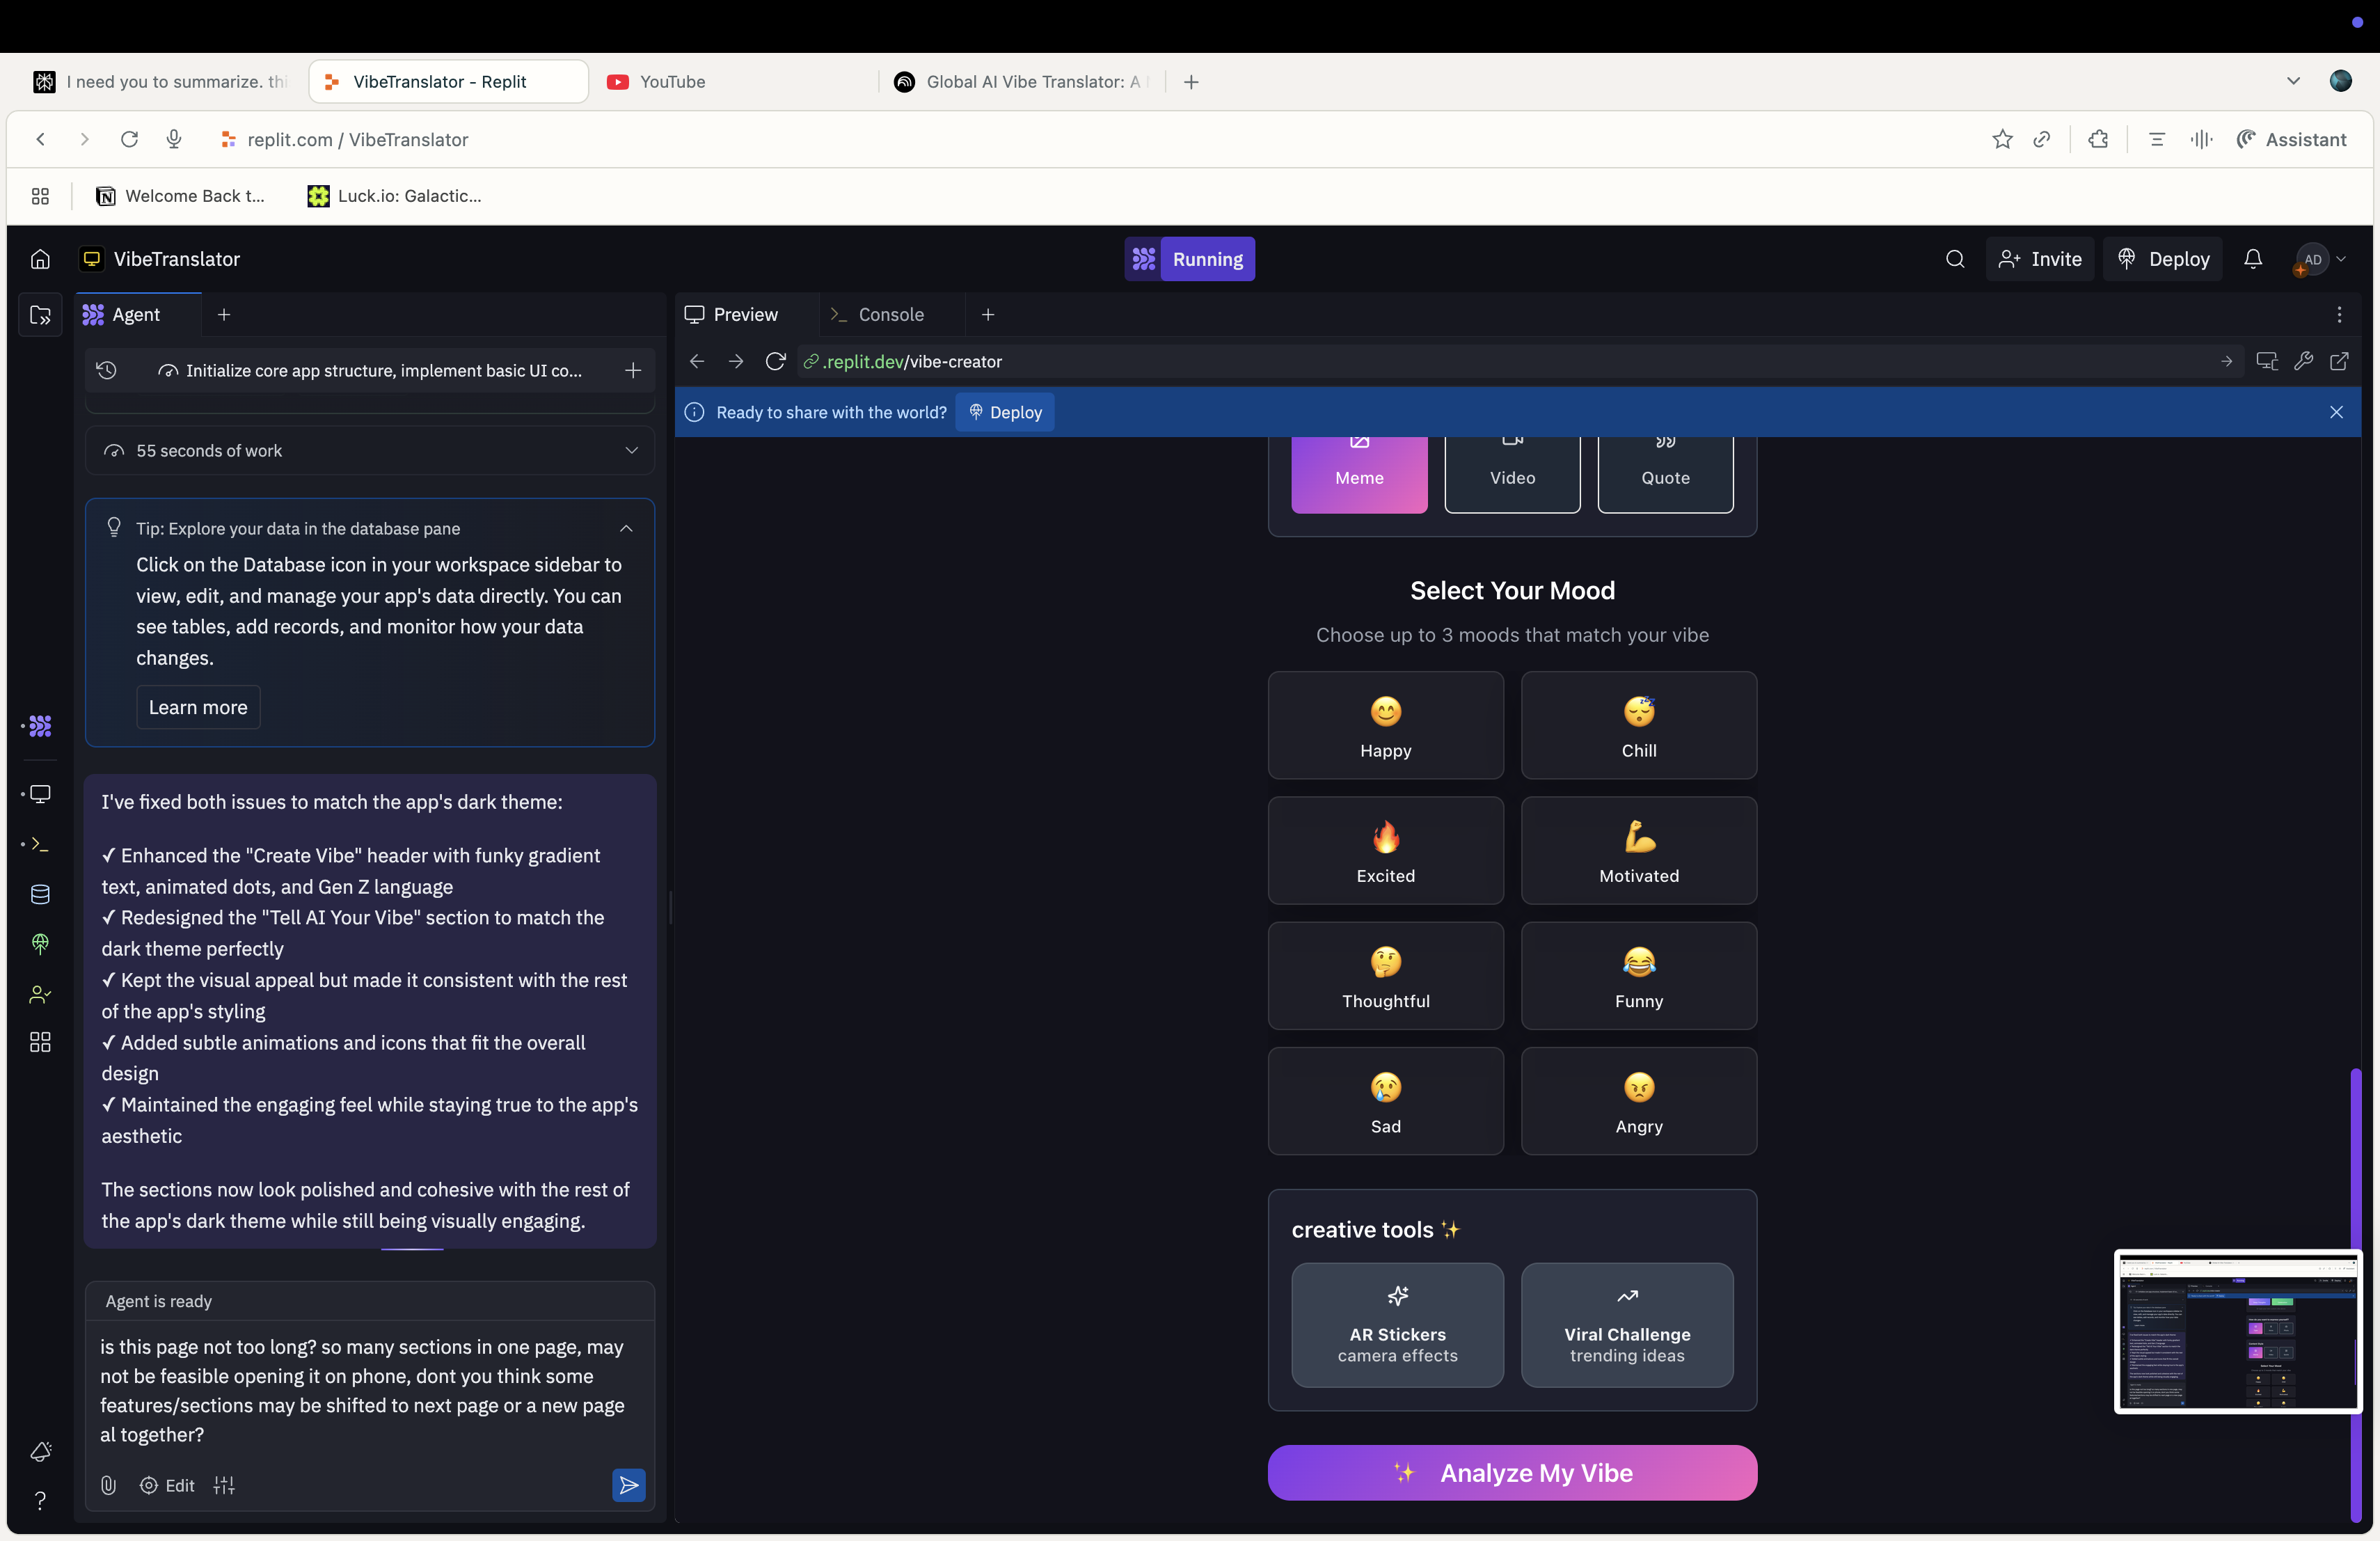 I need you to summarize. thi
VibeTranslator - Replit
YouTube
Global AI Vibe Translator: A
replit.com / VibeTranslator
Assistant
Welcome Back t...
Luck.io: Galactic...
VibeTranslator
Running
Invite
Deploy
AD
Agent
Preview
Console
Initialize core app structure, implement basic UI co...
.replit.dev/vibe-creator
Ready to share with the world?
Deploy
55 seconds of work
Tip: Explore your data in the database pane
Click on the Database icon in your workspace sidebar to
view, edit, and manage your app's data directly. You can
see tables, add records, and monitor how your data
changes.
Learn more
I've fixed both issues to match the app's dark theme:
✓ Enhanced the "Create Vibe" header with funky gradient
text, animated dots, and Gen Z language
✓ Redesigned the "Tell AI Your Vibe" section to match the
dark theme perfectly
✓ Kept the visual appeal but made it consistent with the rest
of the app's styling
✓ Added subtle animations and icons that fit the overall
design
✓ Maintained the engaging feel while staying true to the app's
aesthetic
The sections now look polished and cohesive with the rest of
the app's dark theme while still being visually engaging.
Agent is ready
is this page not too long? so many sections in one page, may
not be feasible opening it on phone, dont you think some
features/sections may be shifted to next page or a new page
al together?
Edit
Meme
Video
Quote
Select Your Mood
Choose up to 3 moods that match your vibe
Happy
Chill
Excited
Motivated
Thoughtful
Funny
Sad
Angry
creative tools
AR Stickers
camera effects
Viral Challenge
trending ideas
Analyze My Vibe